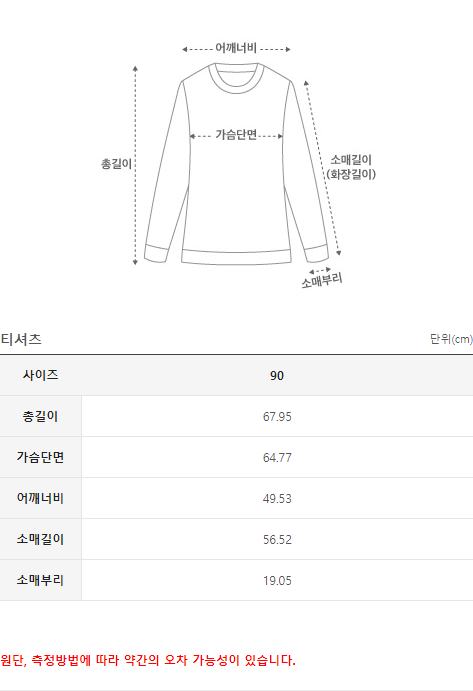 어깨너비
가슴단면
총길이
소매길이
(화장길이)
소매부리
티셔츠 단위(cm)
사이즈 90
총길이 67.95
가슴단면 64.77
어깨너비 49.53
소매길이 56.52
소매부리 19.05
원단, 측정방법에 따라 약간의 오차 가능성이 있습니다.